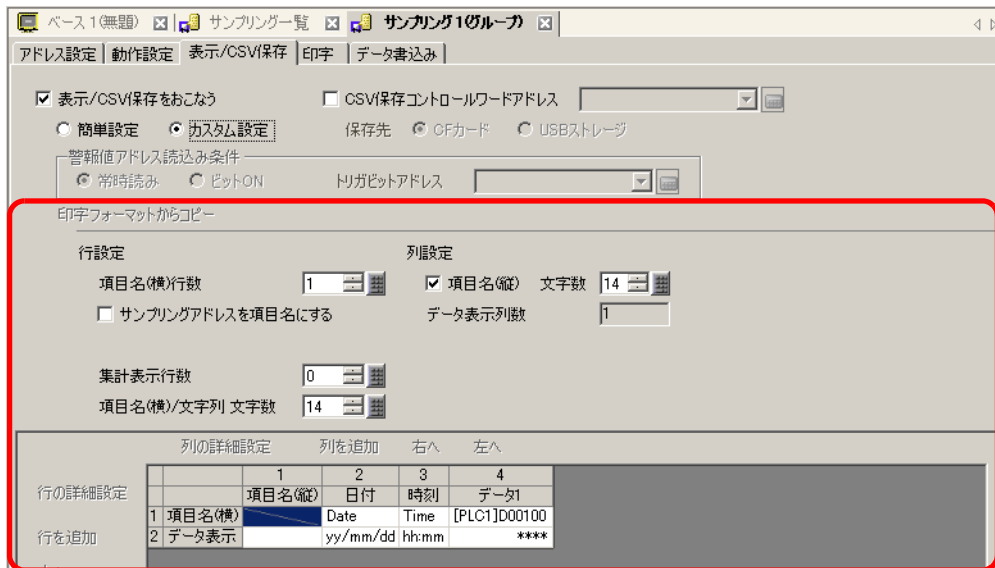 ベース 1(無題) サンプリング一覧 サンプリング1(グループ)
アドレス設定 動作設定 表示/CSV保存 印字 データ書込み
表示/CSV保存をおこなう CSV保存コントロールワードアドレス
簡単設定 カスタム設定 保存先 CFカード USBストレージ
警報値アドレス読込み条件
常時読み ビットON トリガビットアドレス
印字フォーマットからコピー
行設定 列設定
項目名(横)行数 1 項目名(縦) 文字数 14
サンプリングアドレスを項目名にする データ表示列数 1
集計表示行数 0
項目名(横)/文字列 文字数 14
列の詳細設定 列を追加 右へ 左へ
1 2 3 4
行の詳細設定 項目名(縦) 日付 時刻 データ1
1 項目名(横) Date Time [PLC1]D00100
行を追加 2 データ表示 yy/mm/dd hh:mm ****